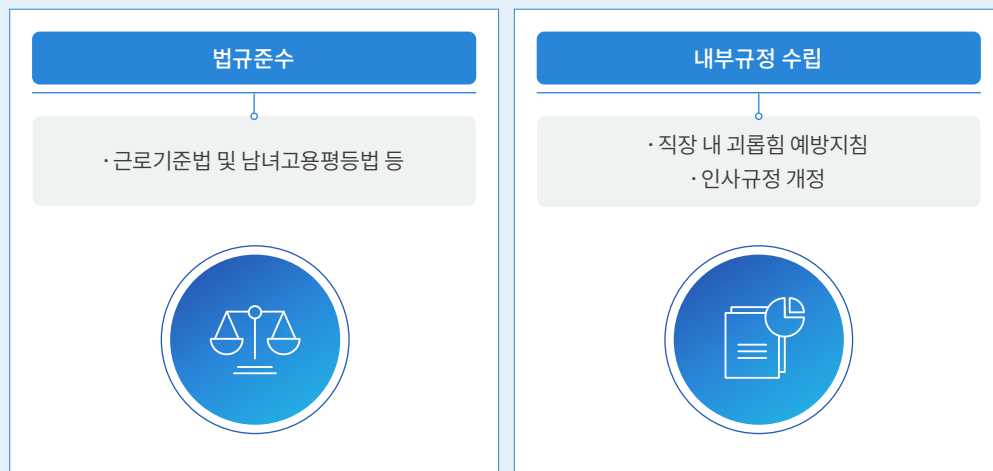 법규준수
· 근로기준법 및 남녀고용평등법 등
내부규정 수립
· 직장 내 괴롭힘 예방지침
· 인사규정 개정